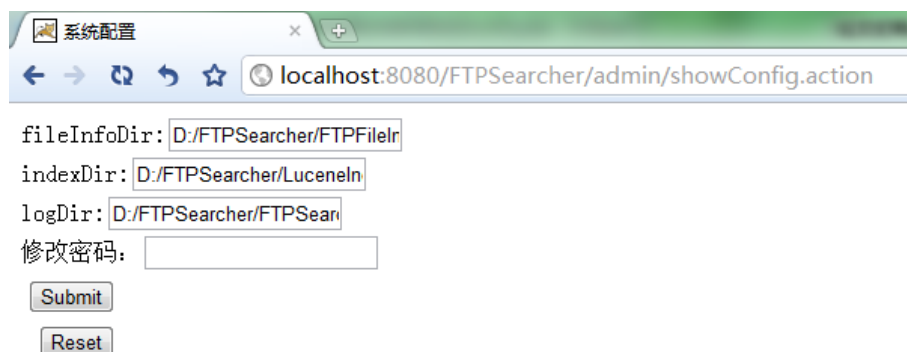 系统配置
localhost:8080/FTPSearcher/admin/showConfig.action
fileInfoDir: D:/FTPSearcher/FTPFileIn
indexDir: D:/FTPSearcher/LuceneIn
logDir: D:/FTPSearcher/FTPSear
修改密码:
Submit
Reset